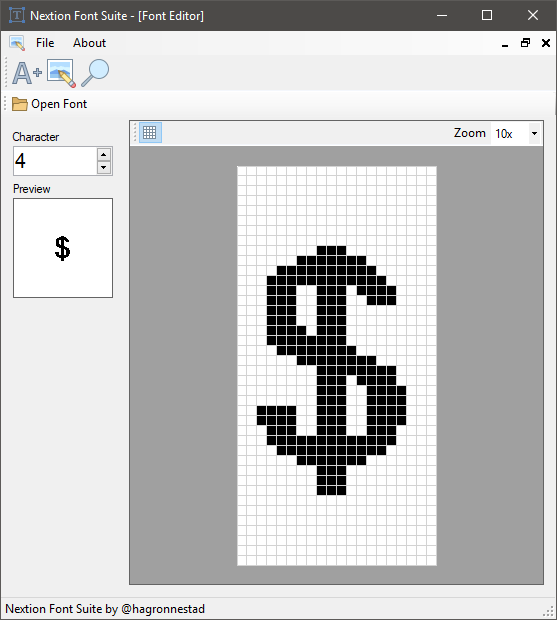 Nextion Font Suite - [Font Editor]
File About
A+
Open Font
Character
Zoom 10x
4
Preview
$
$
Nextion Font Suite by @hagronnestad